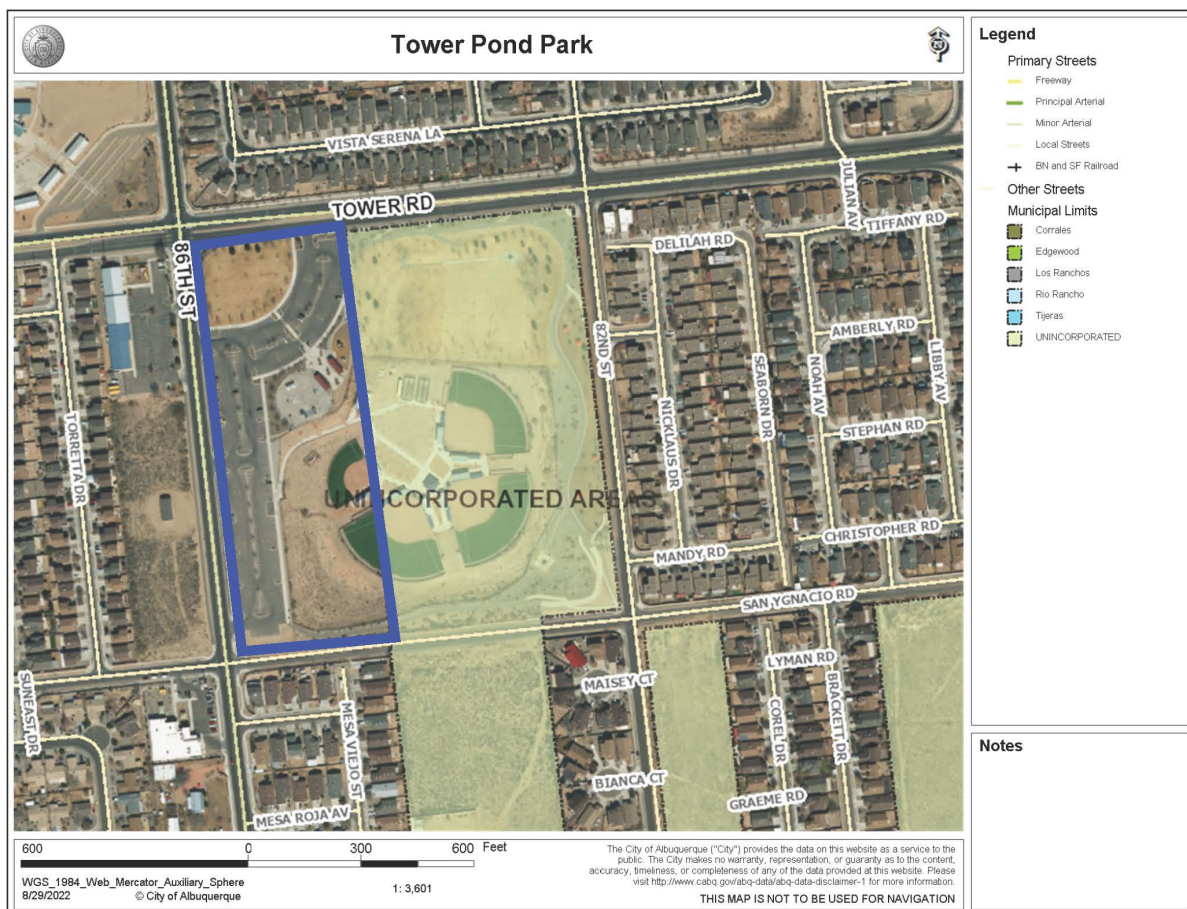 Tower Pond Park
VISTA SERENA LA
TOWER RD
86TH ST
82ND ST
JULIAN AV
TIFFANY RD
DELILAH RD
AMBERLY RD
LIBBY AV
SEABORN DR
NOAH AV
NICKLAUS DR
STEPHAN RD
TORRETTA DR
UNINCORPORATED AREAS
CHRISTOPHER RD
MANDY RD
SAN YGNACIO RD
SUNEAST DR
MESA VIEJO ST
MAISEY CT
LYMAN RD
COREL DR
BRACKETT DR
BIANCA CT
GRAEME RD
MESA ROJA AV
Legend
Primary Streets
Freeway
Principal Arterial
Minor Arterial
Local Streets
BN and SF Railroad
Other Streets
Municipal Limits
Corrales
Edgewood
Los Ranchos
Rio Rancho
Tijeras
UNINCORPORATED
Notes
600 0 300 600 Feet
WGS_1984_Web_Mercator_Auxiliary_Sphere
8/29/2022 © City of Albuquerque
1: 3,601
The City of Albuquerque ("City") provides the data on this website as a service to the
public. The City makes no warranty, representation, or guaranty as to the content,
accuracy, timeliness, or completeness of any of the data provided at this website. Please
visit http://www.cabq.gov/abq-data/abq-data-disclaimer-1 for more information.
THIS MAP IS NOT TO BE USED FOR NAVIGATION